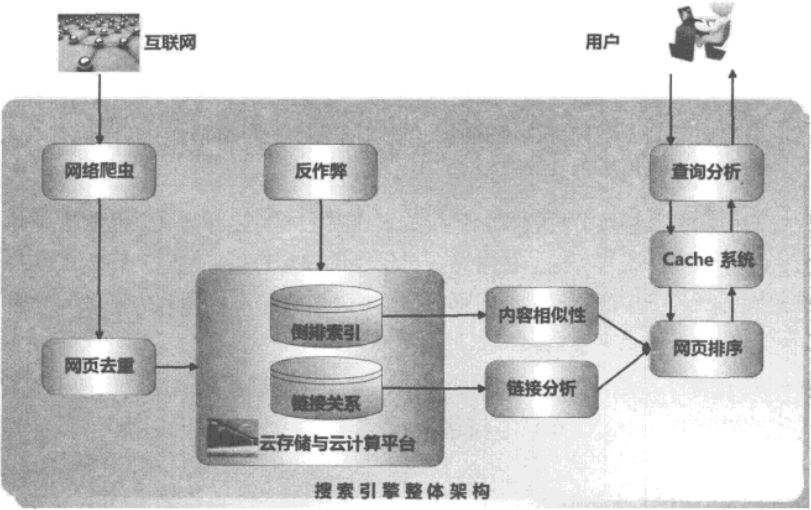 互联网
用户
网络爬虫
反作弊
查询分析
Cache 系统
倒排索引
内容相似性
网页排序
网页去重
链接关系
链接分析
云存储与云计算平台
搜索引擎整体架构